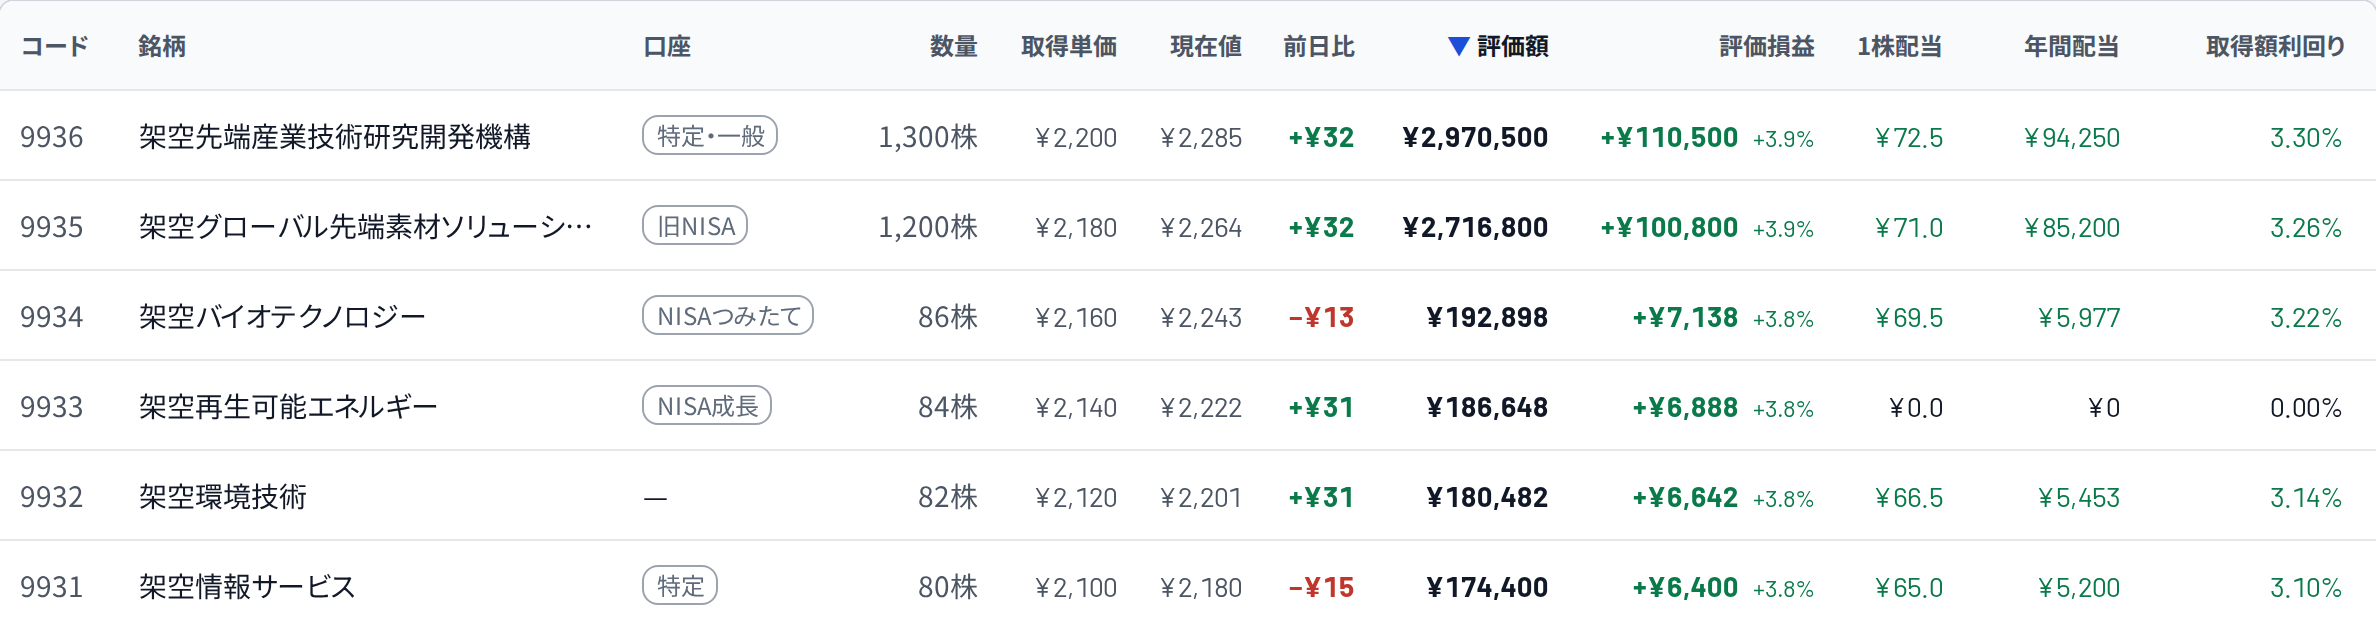 コード 銘柄 口座 数量 取得単価 現在値 前日比 ▼評価額 評価損益 1株配当 年間配当 取得額利回り
9936 架空先端産業技術研究開発機構 特定・一般 1,300株 ¥2,200 ¥2,285 +¥32 ¥2,970,500 +¥110,500 +3.9% ¥72.5 ¥94,250 3.30%
9935 架空グローバル先端素材ソリューシ… 旧NISA 1,200株 ¥2,180 ¥2,264 +¥32 ¥2,716,800 +¥100,800 +3.9% ¥71.0 ¥85,200 3.26%
9934 架空バイオテクノロジー NISAつみたて 86株 ¥2,160 ¥2,243 −¥13 ¥192,898 +¥7,138 +3.8% ¥69.5 ¥5,977 3.22%
9933 架空再生可能エネルギー NISA成長 84株 ¥2,140 ¥2,222 +¥31 ¥186,648 +¥6,888 +3.8% ¥0.0 ¥0 0.00%
9932 架空環境技術 — 82株 ¥2,120 ¥2,201 +¥31 ¥180,482 +¥6,642 +3.8% ¥66.5 ¥5,453 3.14%
9931 架空情報サービス 特定 80株 ¥2,100 ¥2,180 −¥15 ¥174,400 +¥6,400 +3.8% ¥65.0 ¥5,200 3.10%